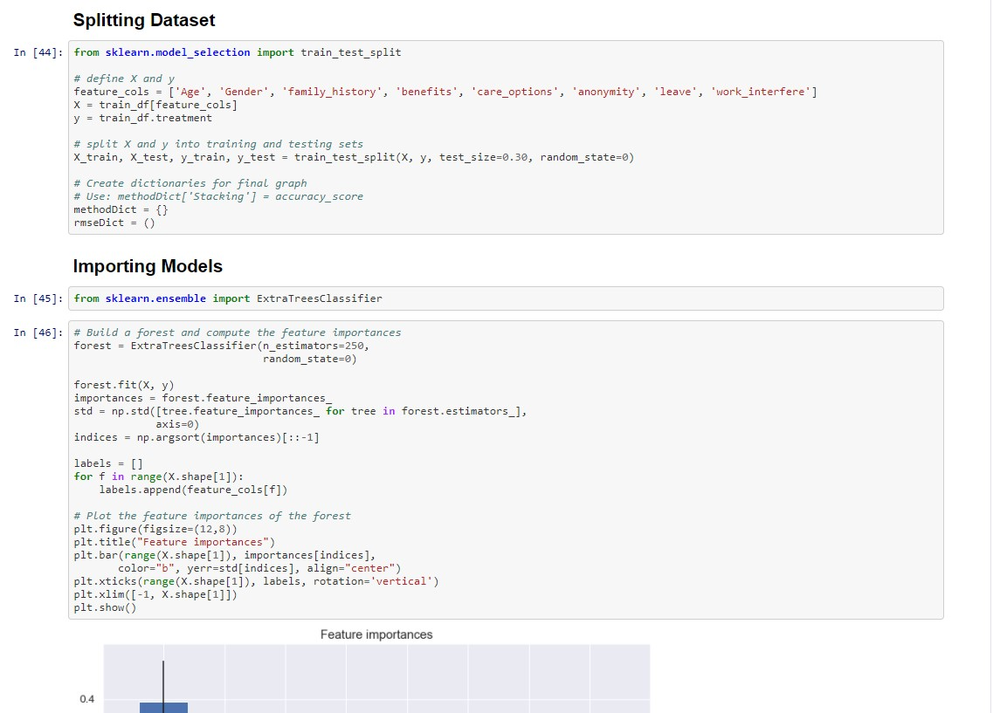 Splitting Dataset
In [44]: from sklearn.model_selection import train_test_split
# define X and y
feature_cols = ['Age', 'Gender', 'family_history', 'benefits', 'care_options', 'anonymity', 'leave', 'work_interfere']
X = train_df[feature_cols]
y = train_df.treatment
# split X and y into training and testing sets
X_train, X_test, y_train, y_test = train_test_split(X, y, test_size=0.30, random_state=0)
# Create dictionaries for final graph
# Use: methodDict['Stacking'] = accuracy_score
methodDict = {}
rmseDict = ()
Importing Models
In [45]: from sklearn.ensemble import ExtraTreesClassifier
In [46]: # Build a forest and compute the feature importances
forest = ExtraTreesClassifier(n_estimators=250,
                              random_state=0)
forest.fit(X, y)
importances = forest.feature_importances_
std = np.std([tree.feature_importances_ for tree in forest.estimators_],
             axis=0)
indices = np.argsort(importances)[::-1]
labels = []
for f in range(X.shape[1]):
    labels.append(feature_cols[f])
# Plot the feature importances of the forest
plt.figure(figsize=(12,8))
plt.title("Feature importances")
plt.bar(range(X.shape[1]), importances[indices],
       color="b", yerr=std[indices], align="center")
plt.xticks(range(X.shape[1]), labels, rotation='vertical')
plt.xlim([-1, X.shape[1]])
plt.show()
Feature importances
0.4